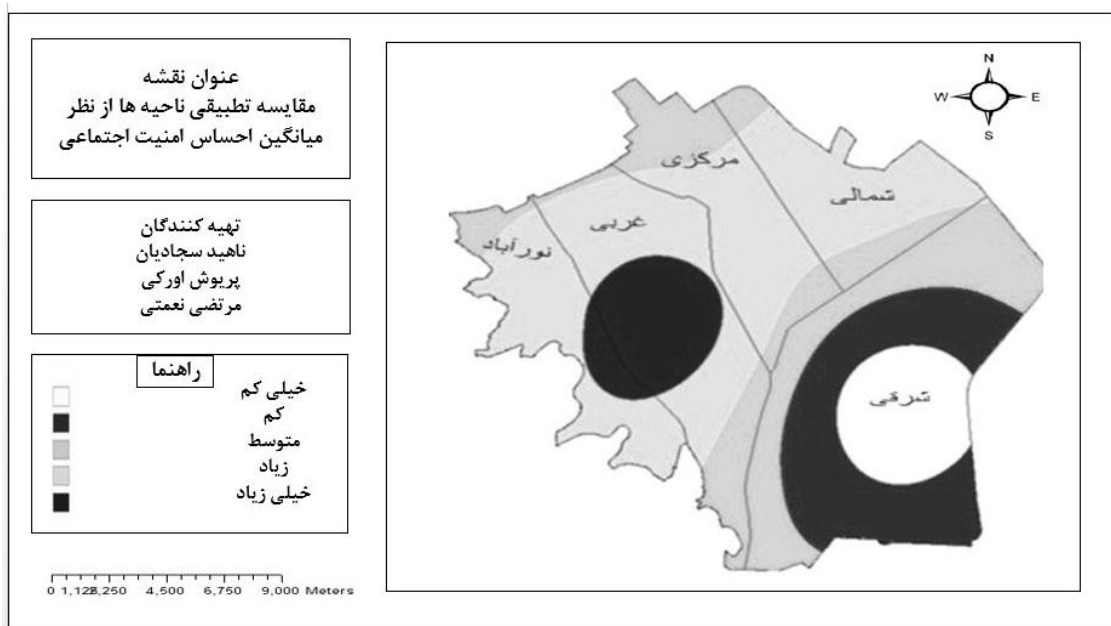 عنوان نقشه
مقایسه تطبیقی ناحیه ها از نظر
میانگین احساس امنیت اجتماعی
تهیه کنندگان
ناهید سجادیان
پریوش اورکی
مرتضی نعمتی
راهنما
خیلی کم
کم
متوسط
زیاد
خیلی زیاد
0 1,125 2,250 4,500 6,750 9,000 Meters
N
W E
S
مرکزی
شمالی
غربی
نورآباد
شرقی